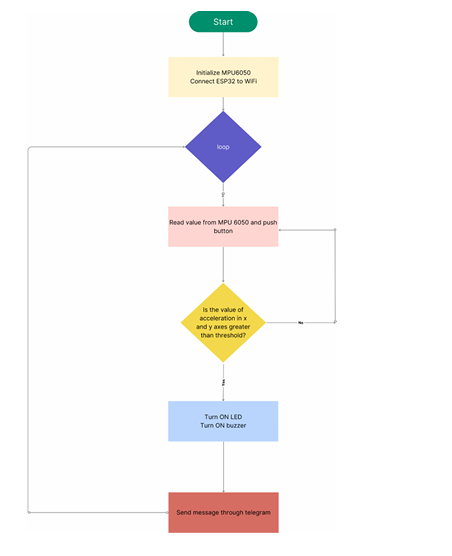 Start
Initialize MPU6050
Connect ESP32 to WiFi
loop
Read value from MPU 6050 and push
button
Is the value of
acceleration in x
and y axes greater
than threshold?
No
Yes
Turn ON LED
Turn ON buzzer
Send message through telegram